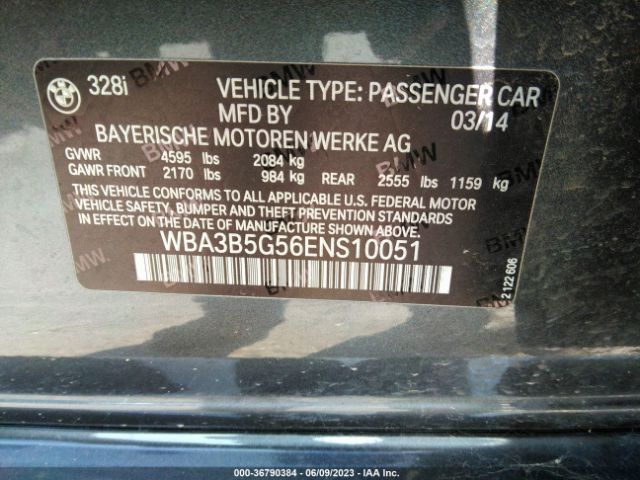 328i VEHICLE TYPE: PASSENGER CAR
MFD BY 03/14
BAYERISCHE MOTOREN WERKE AG
GVWR 4595 lbs 2084 kg
GAWR FRONT 2170 lbs 984 kg REAR 2555 lbs 1159 kg
THIS VEHICLE CONFORMS TO ALL APPLICABLE U.S. FEDERAL MOTOR
VEHICLE SAFETY, BUMPER AND THEFT PREVENTION STANDARDS
IN EFFECT ON THE DATE OF MANUFACTURE SHOWN ABOVE.
WBA3B5G56ENS10051
2 122 606
000-36790384 - 06/09/2023 - IAA Inc.